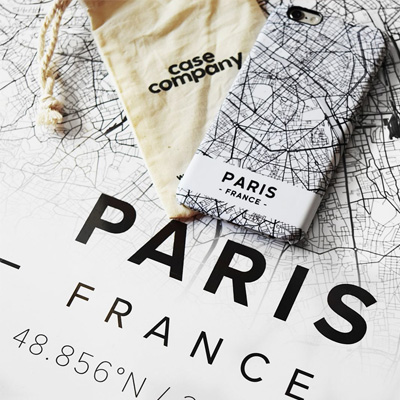 case
company
PARIS
- FRANCE -
PARIS
FRANCE
48.856°N /